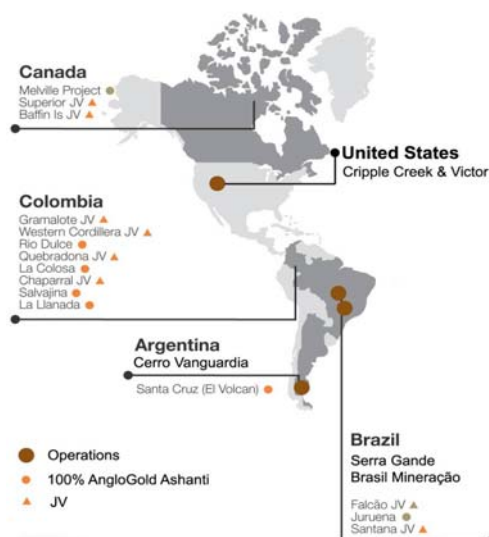 Canada
Melville Project
Superior JV
Baffin Is JV
United States
Cripple Creek & Victor
Colombia
Gramalote JV
Western Cordillera JV
Rio Dulce
Quebradona JV
La Colosa
Chaparral JV
Salvajina
La Llanada
Argentina
Cerro Vanguardia
Santa Cruz (El Volcan)
Operations
100% AngloGold Ashanti
JV
Brazil
Serra Gande
Brasil Mineração
Falcão JV
Juruena
Santana JV